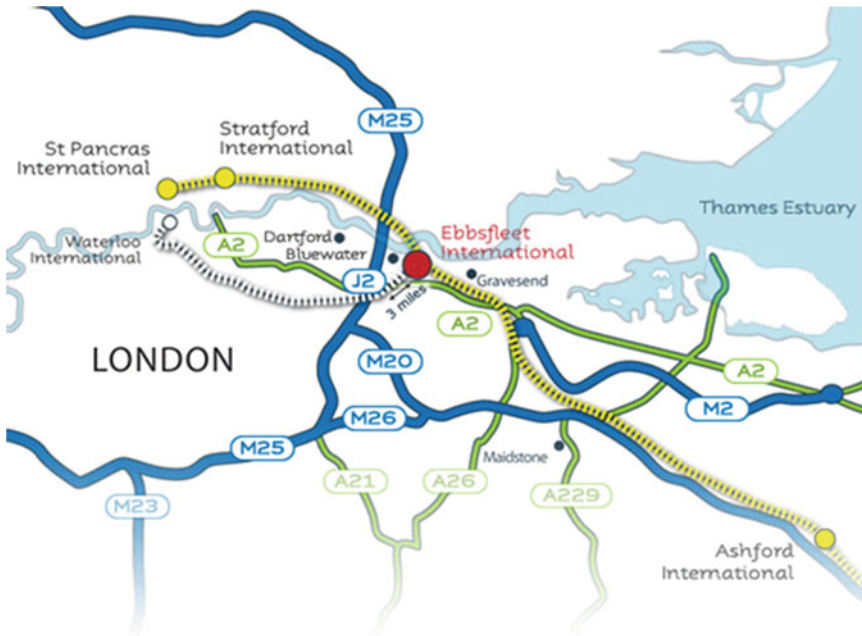 M25
Stratford
International
St Pancras
International
Thames Estuary
Waterloo
International
A2
Dartford
Bluewater
Ebbsfleet
International
J2
3 miles
Gravesend
A2
LONDON
M20
A2
M2
M26
M25
Maidstone
A21
A26
A229
M23
Ashford
International